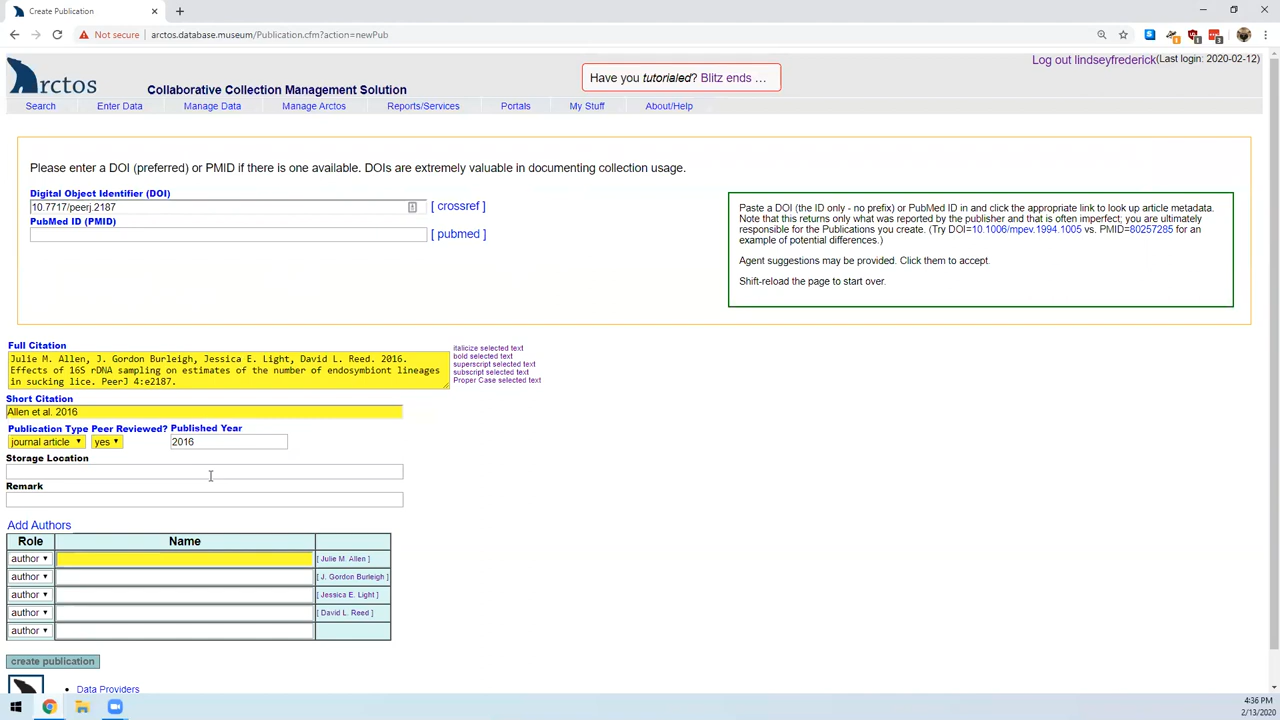 Create Publication
Not secure | arctos.database.museum/Publication.cfm?action=newPub
Log out lindseyfrederick(Last login: 2020-02-12)
Have you tutorialed? Blitz ends …
Arctos
Collaborative Collection Management Solution
Search Enter Data Manage Data Manage Arctos Reports/Services Portals My Stuff About/Help
Please enter a DOI (preferred) or PMID if there is one available. DOIs are extremely valuable in documenting collection usage.
Digital Object Identifier (DOI)
10.7717/peerj.2187 [ crossref ]
PubMed ID (PMID)
[ pubmed ]
Paste a DOI (the ID only - no prefix) or PubMed ID in and click the appropriate link to look up article metadata.
Note that this returns only what was reported by the publisher and that is often imperfect; you are ultimately
responsible for the Publications you create. (Try DOI=10.1006/mpev.1994.1005 vs. PMID=80257285 for an
example of potential differences.)
Agent suggestions may be provided. Click them to accept.
Shift-reload the page to start over.
Full Citation
Julie M. Allen, J. Gordon Burleigh, Jessica E. Light, David L. Reed. 2016.
Effects of 16S rDNA sampling on estimates of the number of endosymbiont lineages
in sucking lice. PeerJ 4:e2187.
italicize selected text
bold selected text
superscript selected text
subscript selected text
Proper Case selected text
Short Citation
Allen et al. 2016
Publication Type Peer Reviewed? Published Year
journal article yes 2016
Storage Location
Remark
Add Authors
Role Name
author [ Julie M. Allen ]
author [ J. Gordon Burleigh ]
author [ Jessica E. Light ]
author [ David L. Reed ]
author
create publication
Data Providers
4:36 PM
2/13/2020